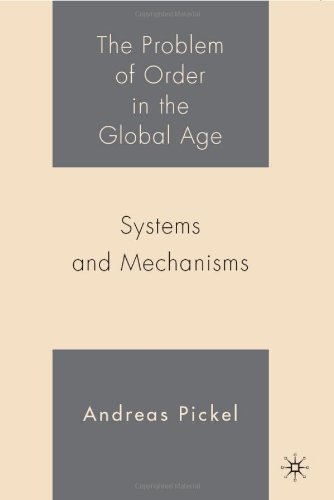 The Problem
of Order
in the
Global Age
Systems
and Mechanisms
Andreas Pickel